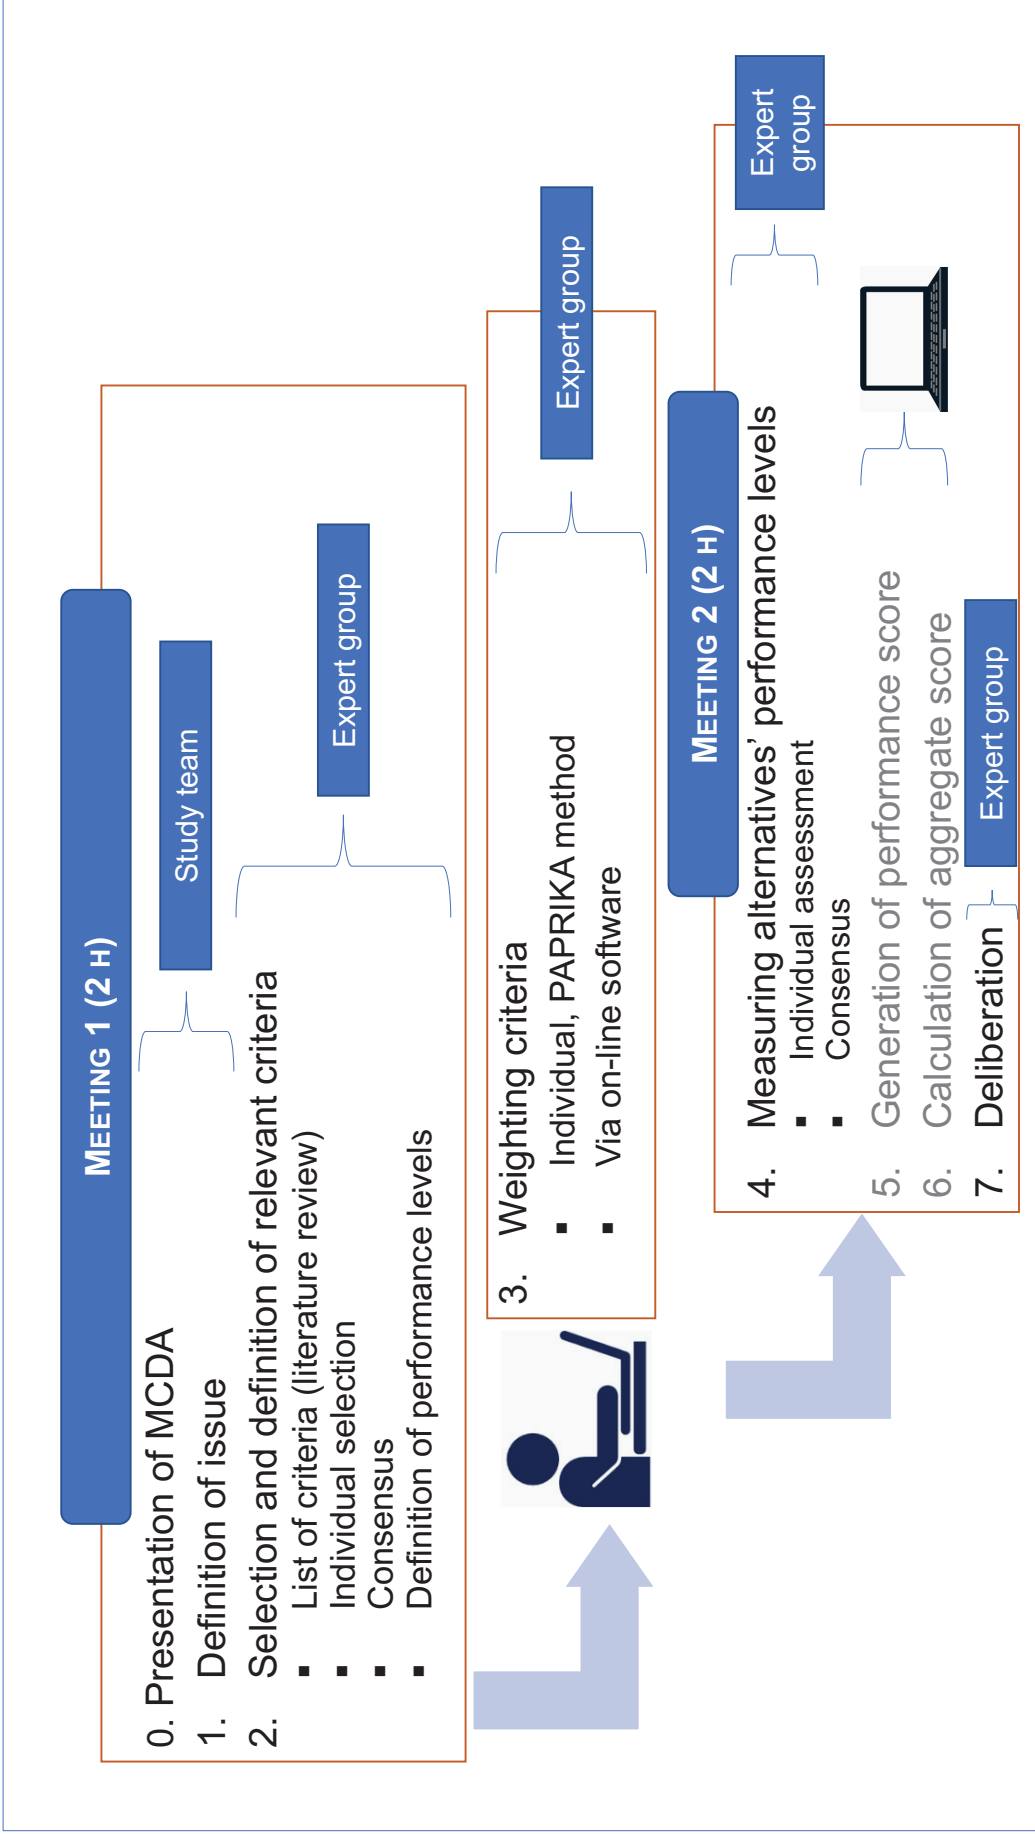 MEETING 1 (2 H)
0. Presentation of MCDA
1. Definition of issue
Study team
2. Selection and definition of relevant criteria
▪ List of criteria (literature review)
▪ Individual selection
▪ Consensus
▪ Definition of performance levels
Expert group
3. Weighting criteria
▪ Individual, PAPRIKA method
▪ Via on-line software
Expert group
MEETING 2 (2 H)
4. Measuring alternatives’ performance levels
▪ Individual assessment
▪ Consensus
Expert
group
5. Generation of performance score
6. Calculation of aggregate score
7. Deliberation
Expert group